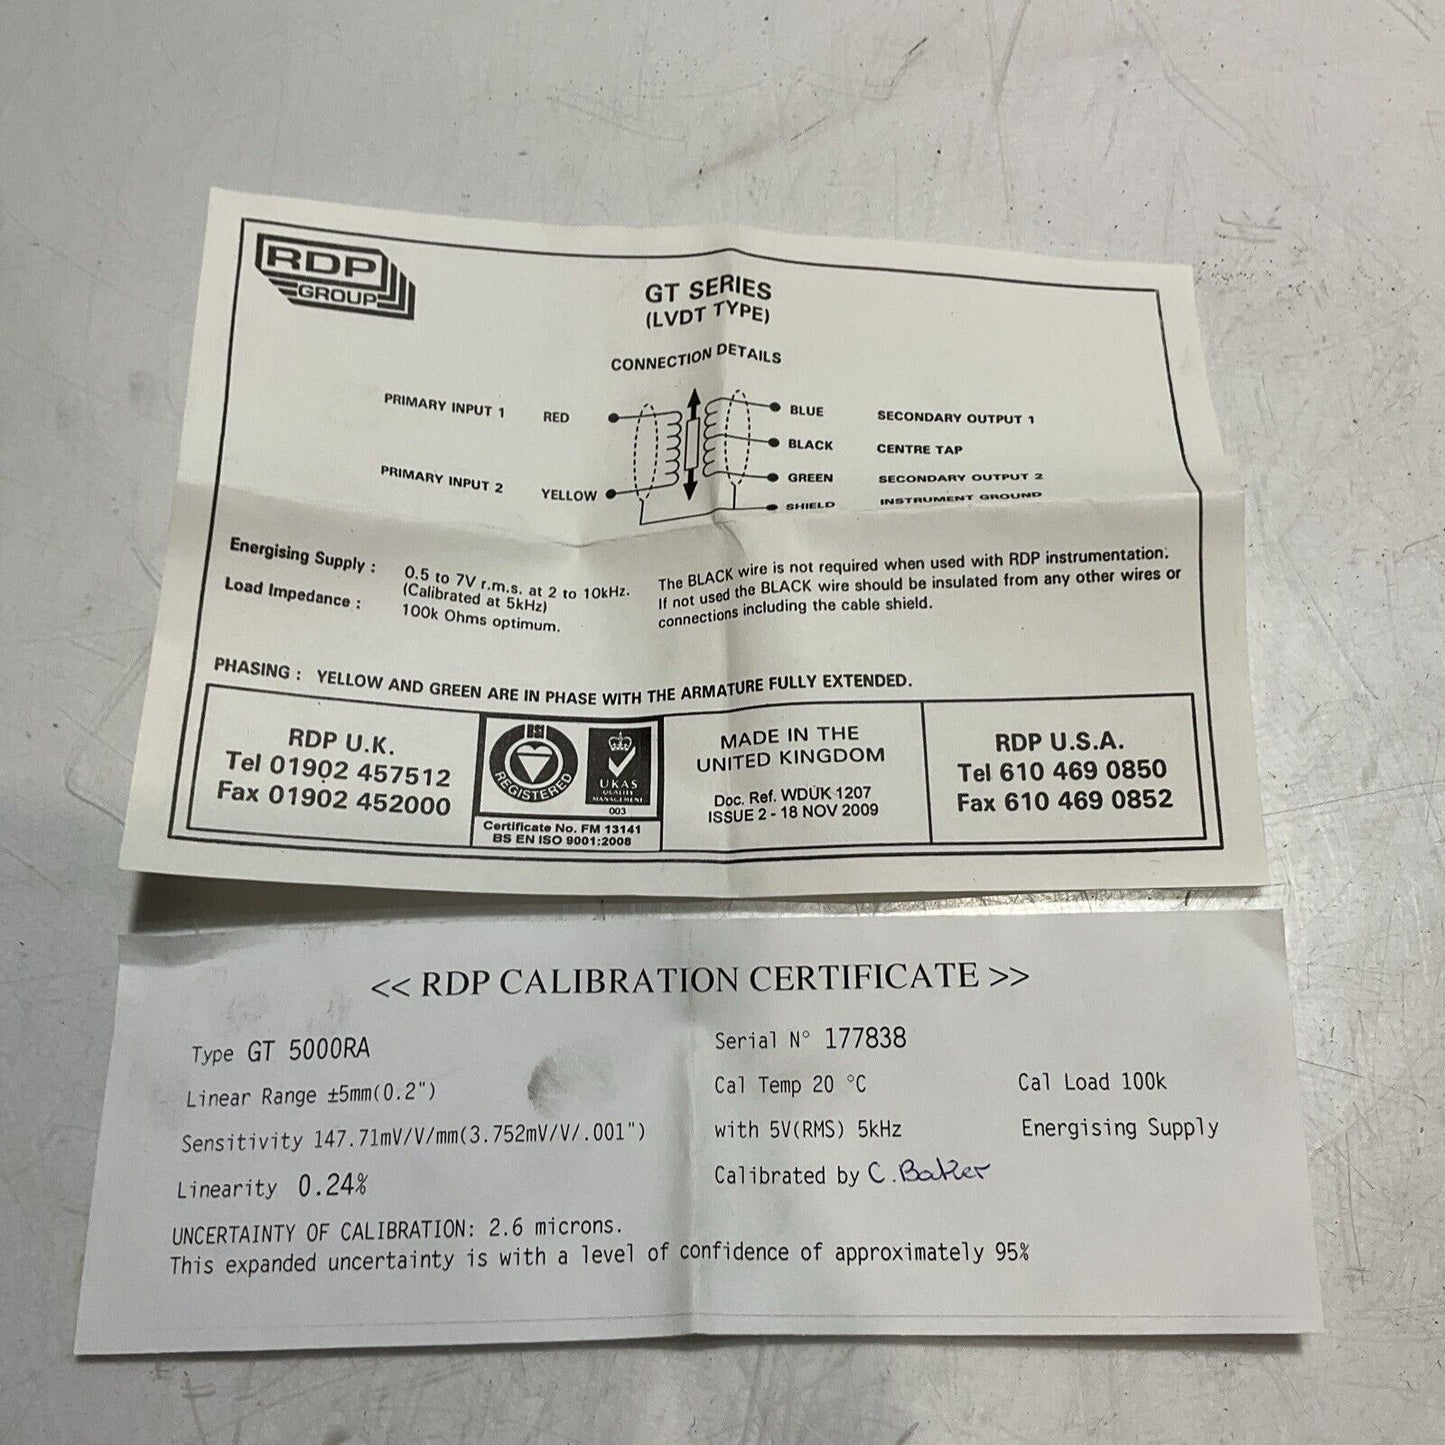 RDP
GROUP
GT SERIES
(LVDT TYPE)
CONNECTION DETAILS
PRIMARY INPUT 1 RED BLUE SECONDARY OUTPUT 1
BLACK CENTRE TAP
PRIMARY INPUT 2 YELLOW GREEN SECONDARY OUTPUT 2
SHIELD INSTRUMENT GROUND
Energising Supply : 0.5 to 7V r.m.s. at 2 to 10kHz.
(Calibrated at 5kHz)
Load Impedance : 100k Ohms optimum.
The BLACK wire is not required when used with RDP instrumentation.
If not used the BLACK wire should be insulated from any other wires or
connections including the cable shield.
PHASING : YELLOW AND GREEN ARE IN PHASE WITH THE ARMATURE FULLY EXTENDED.
RDP U.K.
Tel 01902 457512
Fax 01902 452000
BSI
REGISTERED
UKAS
QUALITY
MANAGEMENT
003
Certificate No. FM 13141
BS EN ISO 9001:2008
MADE IN THE
UNITED KINGDOM
Doc. Ref. WDUK 1207
ISSUE 2 - 18 NOV 2009
RDP U.S.A.
Tel 610 469 0850
Fax 610 469 0852
<< RDP CALIBRATION CERTIFICATE >>
Type GT 5000RA Serial N° 177838
Linear Range ±5mm(0.2") Cal Temp 20 °C Cal Load 100k
Sensitivity 147.71mV/V/mm(3.752mV/V/.001") with 5V(RMS) 5kHz Energising Supply
Linearity 0.24% Calibrated by C. Baker
UNCERTAINTY OF CALIBRATION: 2.6 microns.
This expanded uncertainty is with a level of confidence of approximately 95%